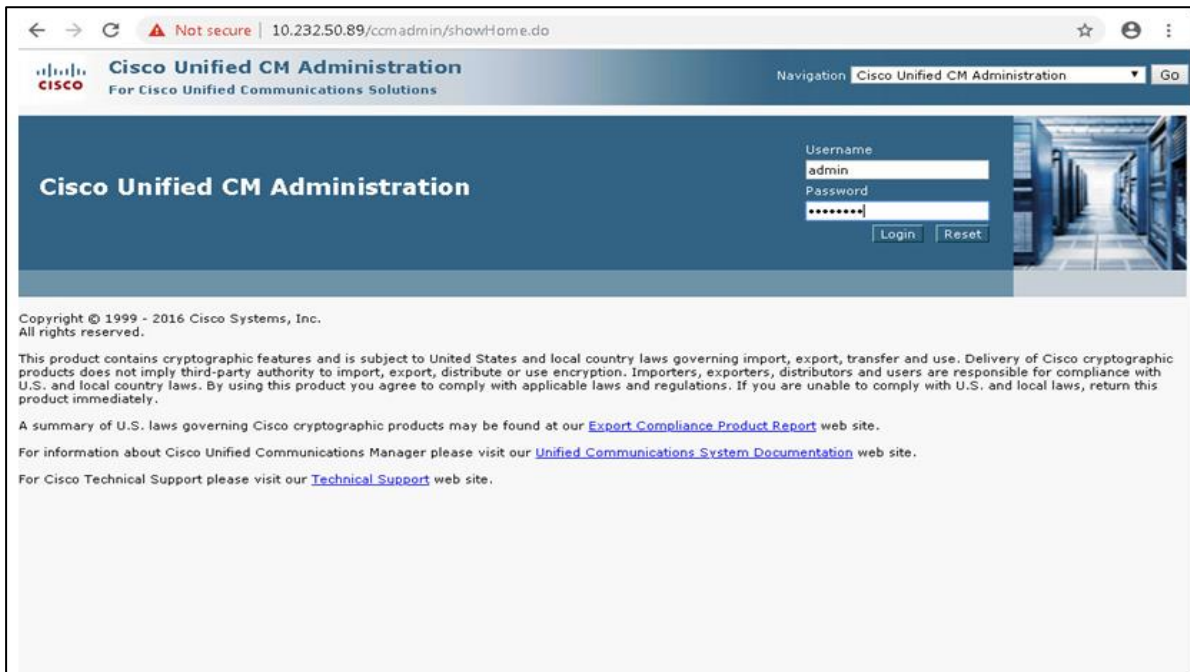 Not secure | 10.232.50.89/ccmadmin/showHome.do
CISCO
Cisco Unified CM Administration
For Cisco Unified Communications Solutions
Navigation Cisco Unified CM Administration Go
Cisco Unified CM Administration
Username
admin
Password
••••••••
Login Reset
Copyright © 1999 - 2016 Cisco Systems, Inc.
All rights reserved.
This product contains cryptographic features and is subject to United States and local country laws governing import, export, transfer and use. Delivery of Cisco cryptographic
products does not imply third-party authority to import, export, distribute or use encryption. Importers, exporters, distributors and users are responsible for compliance with
U.S. and local country laws. By using this product you agree to comply with applicable laws and regulations. If you are unable to comply with U.S. and local laws, return this
product immediately.
A summary of U.S. laws governing Cisco cryptographic products may be found at our Export Compliance Product Report web site.
For information about Cisco Unified Communications Manager please visit our Unified Communications System Documentation web site.
For Cisco Technical Support please visit our Technical Support web site.